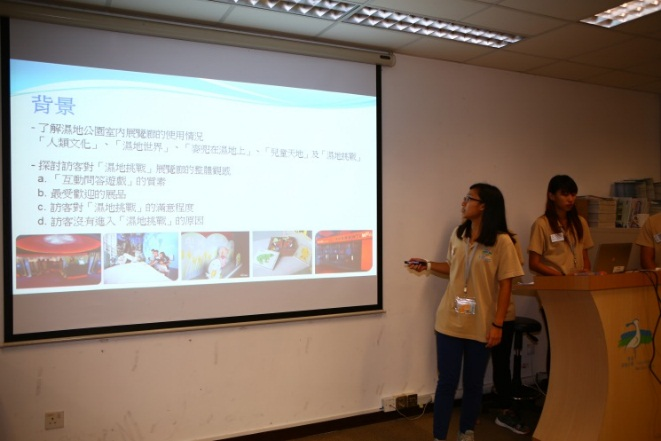 背景
- 了解濕地公園室內展覽廊的使用情況
「人類文化」、「濕地世界」、「麥兜在濕地上」、「兒童天地」及「濕地挑戰」
- 探討訪客對「濕地挑戰」展覽廊的整體觀感
a. 「互動問答遊戲」的質素
b. 最受歡迎的展品
c. 訪客對「濕地挑戰」的滿意程度
d. 訪客沒有進入「濕地挑戰」的原因